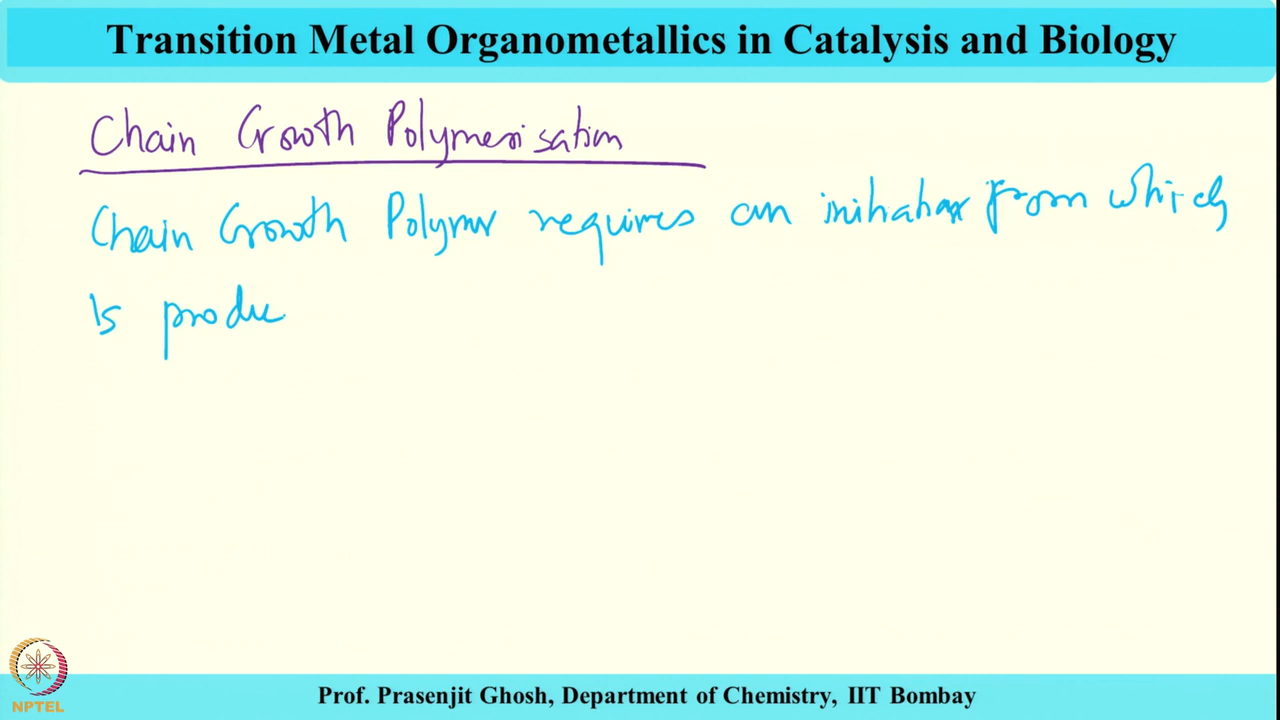 Transition Metal Organometallics in Catalysis and Biology
Chain Growth Polymerisation
Chain Growth Polymer requires an initiator from which
is produc
Prof. Prasenjit Ghosh, Department of Chemistry, IIT Bombay
NPTEL